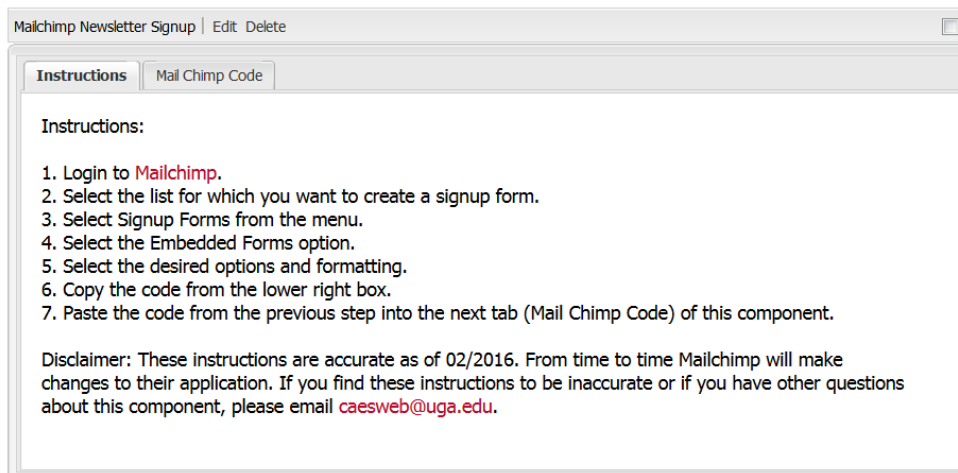 Mailchimp Newsletter Signup | Edit Delete
Instructions Mail Chimp Code
Instructions:
1. Login to Mailchimp.
2. Select the list for which you want to create a signup form.
3. Select Signup Forms from the menu.
4. Select the Embedded Forms option.
5. Select the desired options and formatting.
6. Copy the code from the lower right box.
7. Paste the code from the previous step into the next tab (Mail Chimp Code) of this component.
Disclaimer: These instructions are accurate as of 02/2016. From time to time Mailchimp will make
changes to their application. If you find these instructions to be inaccurate or if you have other questions
about this component, please email caesweb@uga.edu.